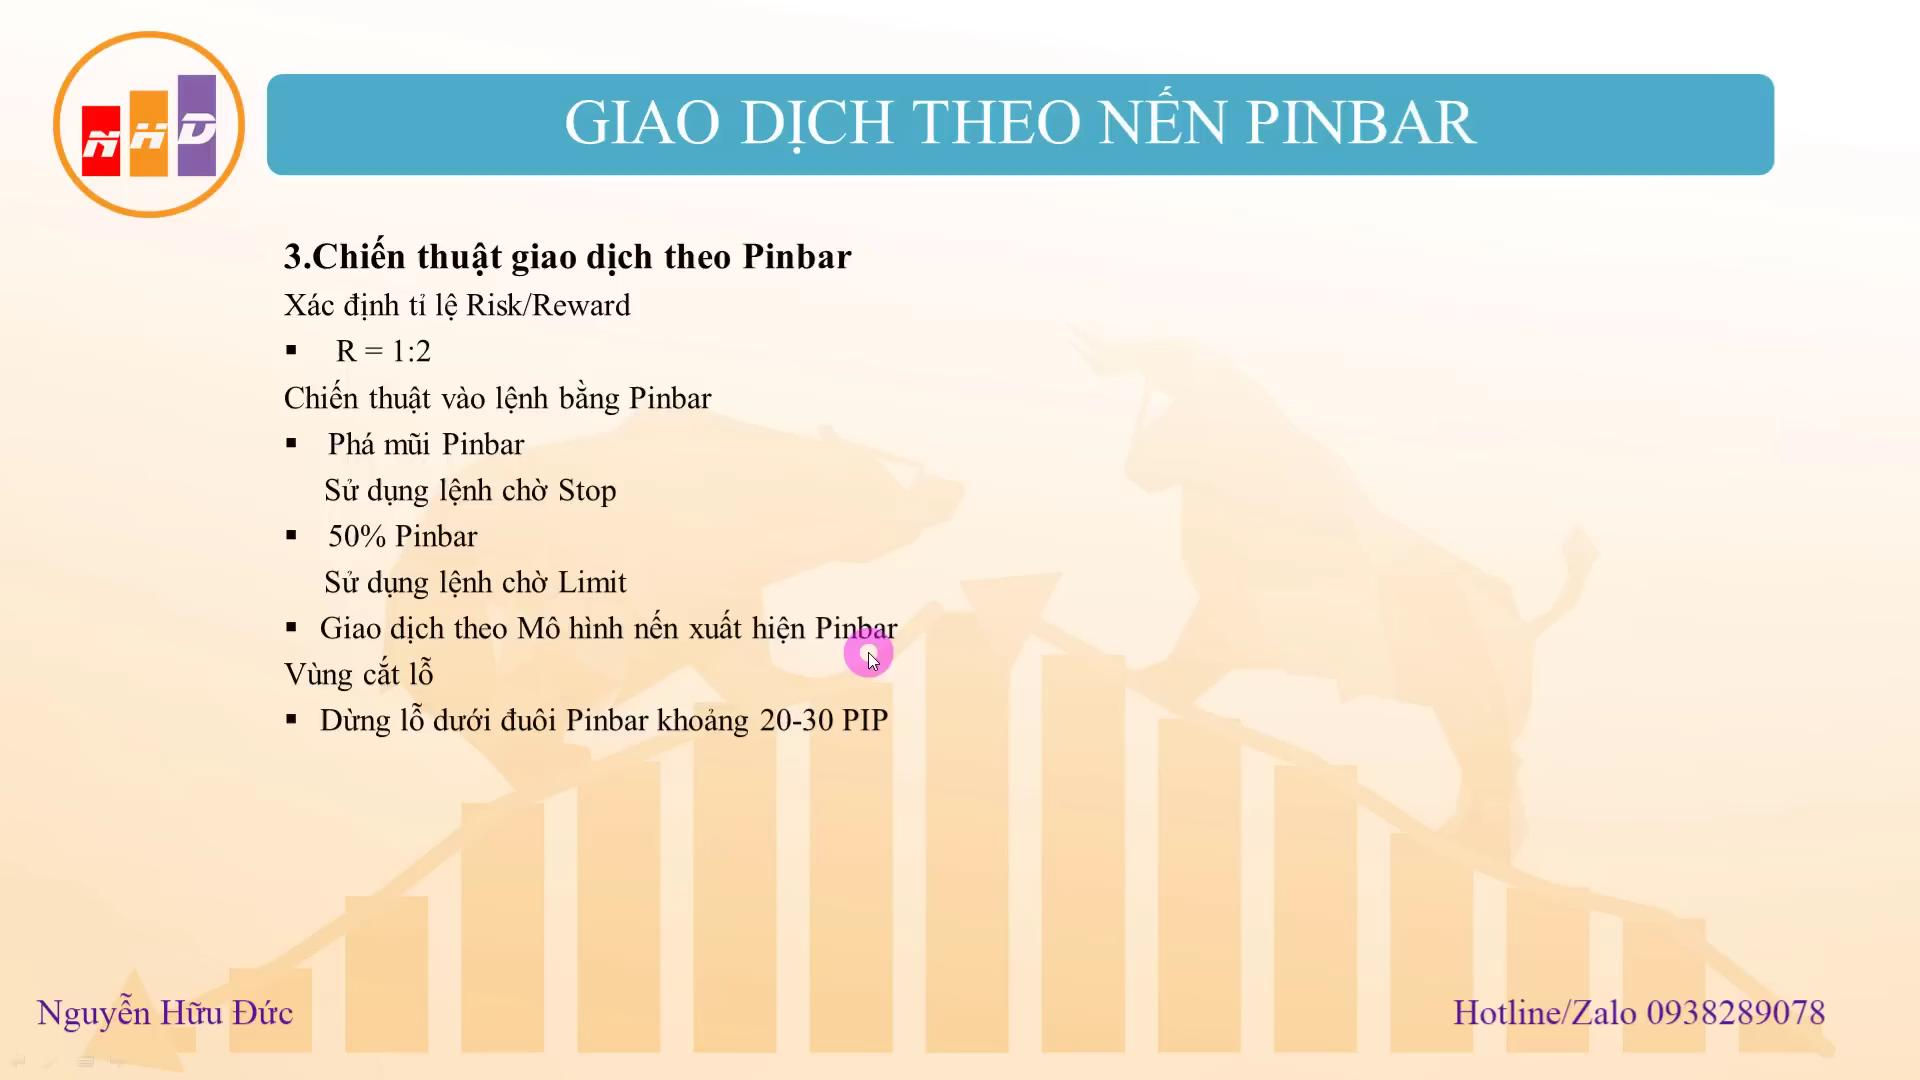 NHD
GIAO DỊCH THEO NẾN PINBAR
3.Chiến thuật giao dịch theo Pinbar
Xác định tỉ lệ Risk/Reward
▪ R = 1:2
Chiến thuật vào lệnh bằng Pinbar
▪ Phá mũi Pinbar
Sử dụng lệnh chờ Stop
▪ 50% Pinbar
Sử dụng lệnh chờ Limit
▪ Giao dịch theo Mô hình nến xuất hiện Pinbar
Vùng cắt lỗ
▪ Dừng lỗ dưới đuôi Pinbar khoảng 20-30 PIP
Nguyễn Hữu Đức
Hotline/Zalo 0938289078